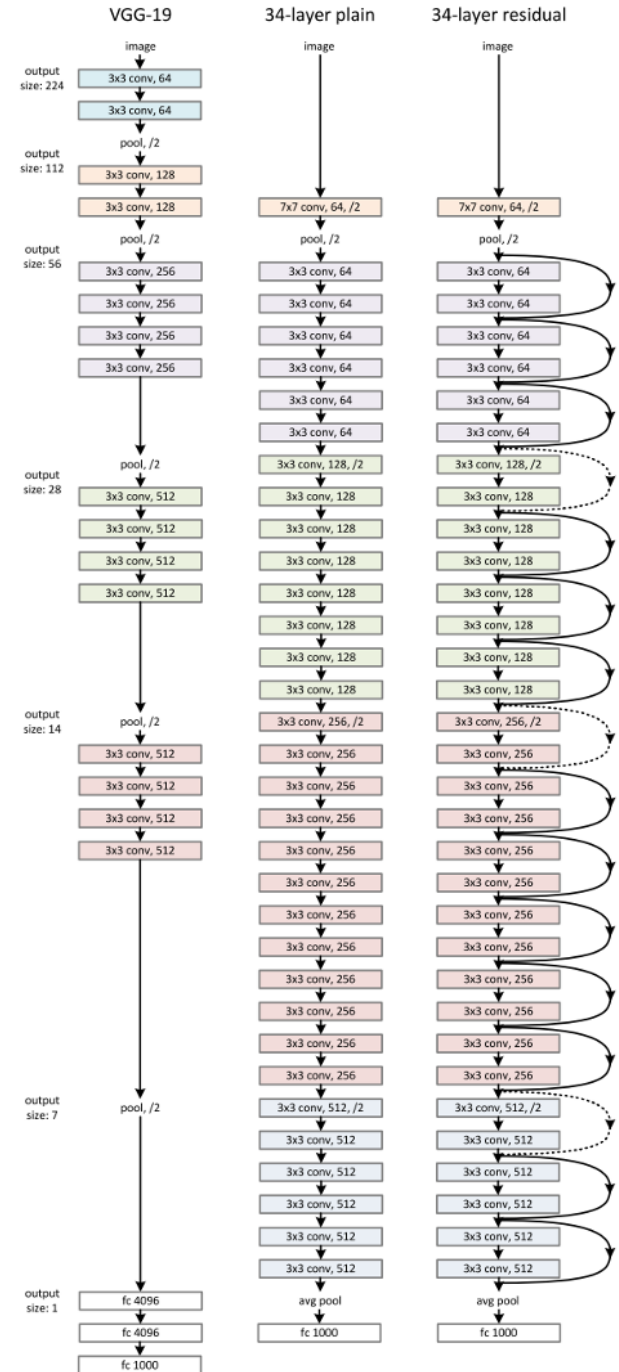 output
size: 224
output
size: 112
output
size: 56
output
size: 28
output
size: 14
output
size: 7
output
size: 1
VGG-19
image
3x3 conv, 64
3x3 conv, 64
pool, /2
3x3 conv, 128
3x3 conv, 128
pool, /2
3x3 conv, 256
3x3 conv, 256
3x3 conv, 256
3x3 conv, 256
pool, /2
3x3 conv, 512
3x3 conv, 512
3x3 conv, 512
3x3 conv, 512
pool, /2
3x3 conv, 512
3x3 conv, 512
3x3 conv, 512
3x3 conv, 512
pool, /2
fc 4096
fc 4096
fc 1000
34-layer plain
image
7x7 conv, 64, /2
pool, /2
3x3 conv, 64
3x3 conv, 64
3x3 conv, 64
3x3 conv, 64
3x3 conv, 64
3x3 conv, 64
3x3 conv, 128, /2
3x3 conv, 128
3x3 conv, 128
3x3 conv, 128
3x3 conv, 128
3x3 conv, 128
3x3 conv, 128
3x3 conv, 128
3x3 conv, 256, /2
3x3 conv, 256
3x3 conv, 256
3x3 conv, 256
3x3 conv, 256
3x3 conv, 256
3x3 conv, 256
3x3 conv, 256
3x3 conv, 256
3x3 conv, 256
3x3 conv, 256
3x3 conv, 256
3x3 conv, 512, /2
3x3 conv, 512
3x3 conv, 512
3x3 conv, 512
3x3 conv, 512
3x3 conv, 512
avg pool
fc 1000
34-layer residual
image
7x7 conv, 64, /2
pool, /2
3x3 conv, 64
3x3 conv, 64
3x3 conv, 64
3x3 conv, 64
3x3 conv, 64
3x3 conv, 64
3x3 conv, 128, /2
3x3 conv, 128
3x3 conv, 128
3x3 conv, 128
3x3 conv, 128
3x3 conv, 128
3x3 conv, 128
3x3 conv, 128
3x3 conv, 256, /2
3x3 conv, 256
3x3 conv, 256
3x3 conv, 256
3x3 conv, 256
3x3 conv, 256
3x3 conv, 256
3x3 conv, 256
3x3 conv, 256
3x3 conv, 256
3x3 conv, 256
3x3 conv, 256
3x3 conv, 512, /2
3x3 conv, 512
3x3 conv, 512
3x3 conv, 512
3x3 conv, 512
3x3 conv, 512
avg pool
fc 1000